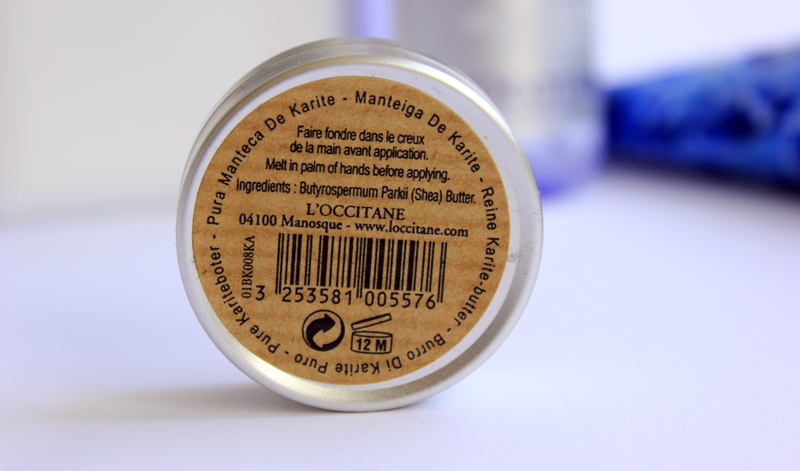 Pura Manteca De Karite - Manteiga De Karite - Reine Karite-butter - Burro Di Karite Puro - Pure Kariteboter -
Faire fondre dans le creux
de la main avant application.
Melt in palm of hands before applying.
Ingredients : Butyrospermum Parkii (Shea) Butter.
L'OCCITANE
04100 Manosque - www.loccitane.com
01BK008KA
3 253581 005576
12 M